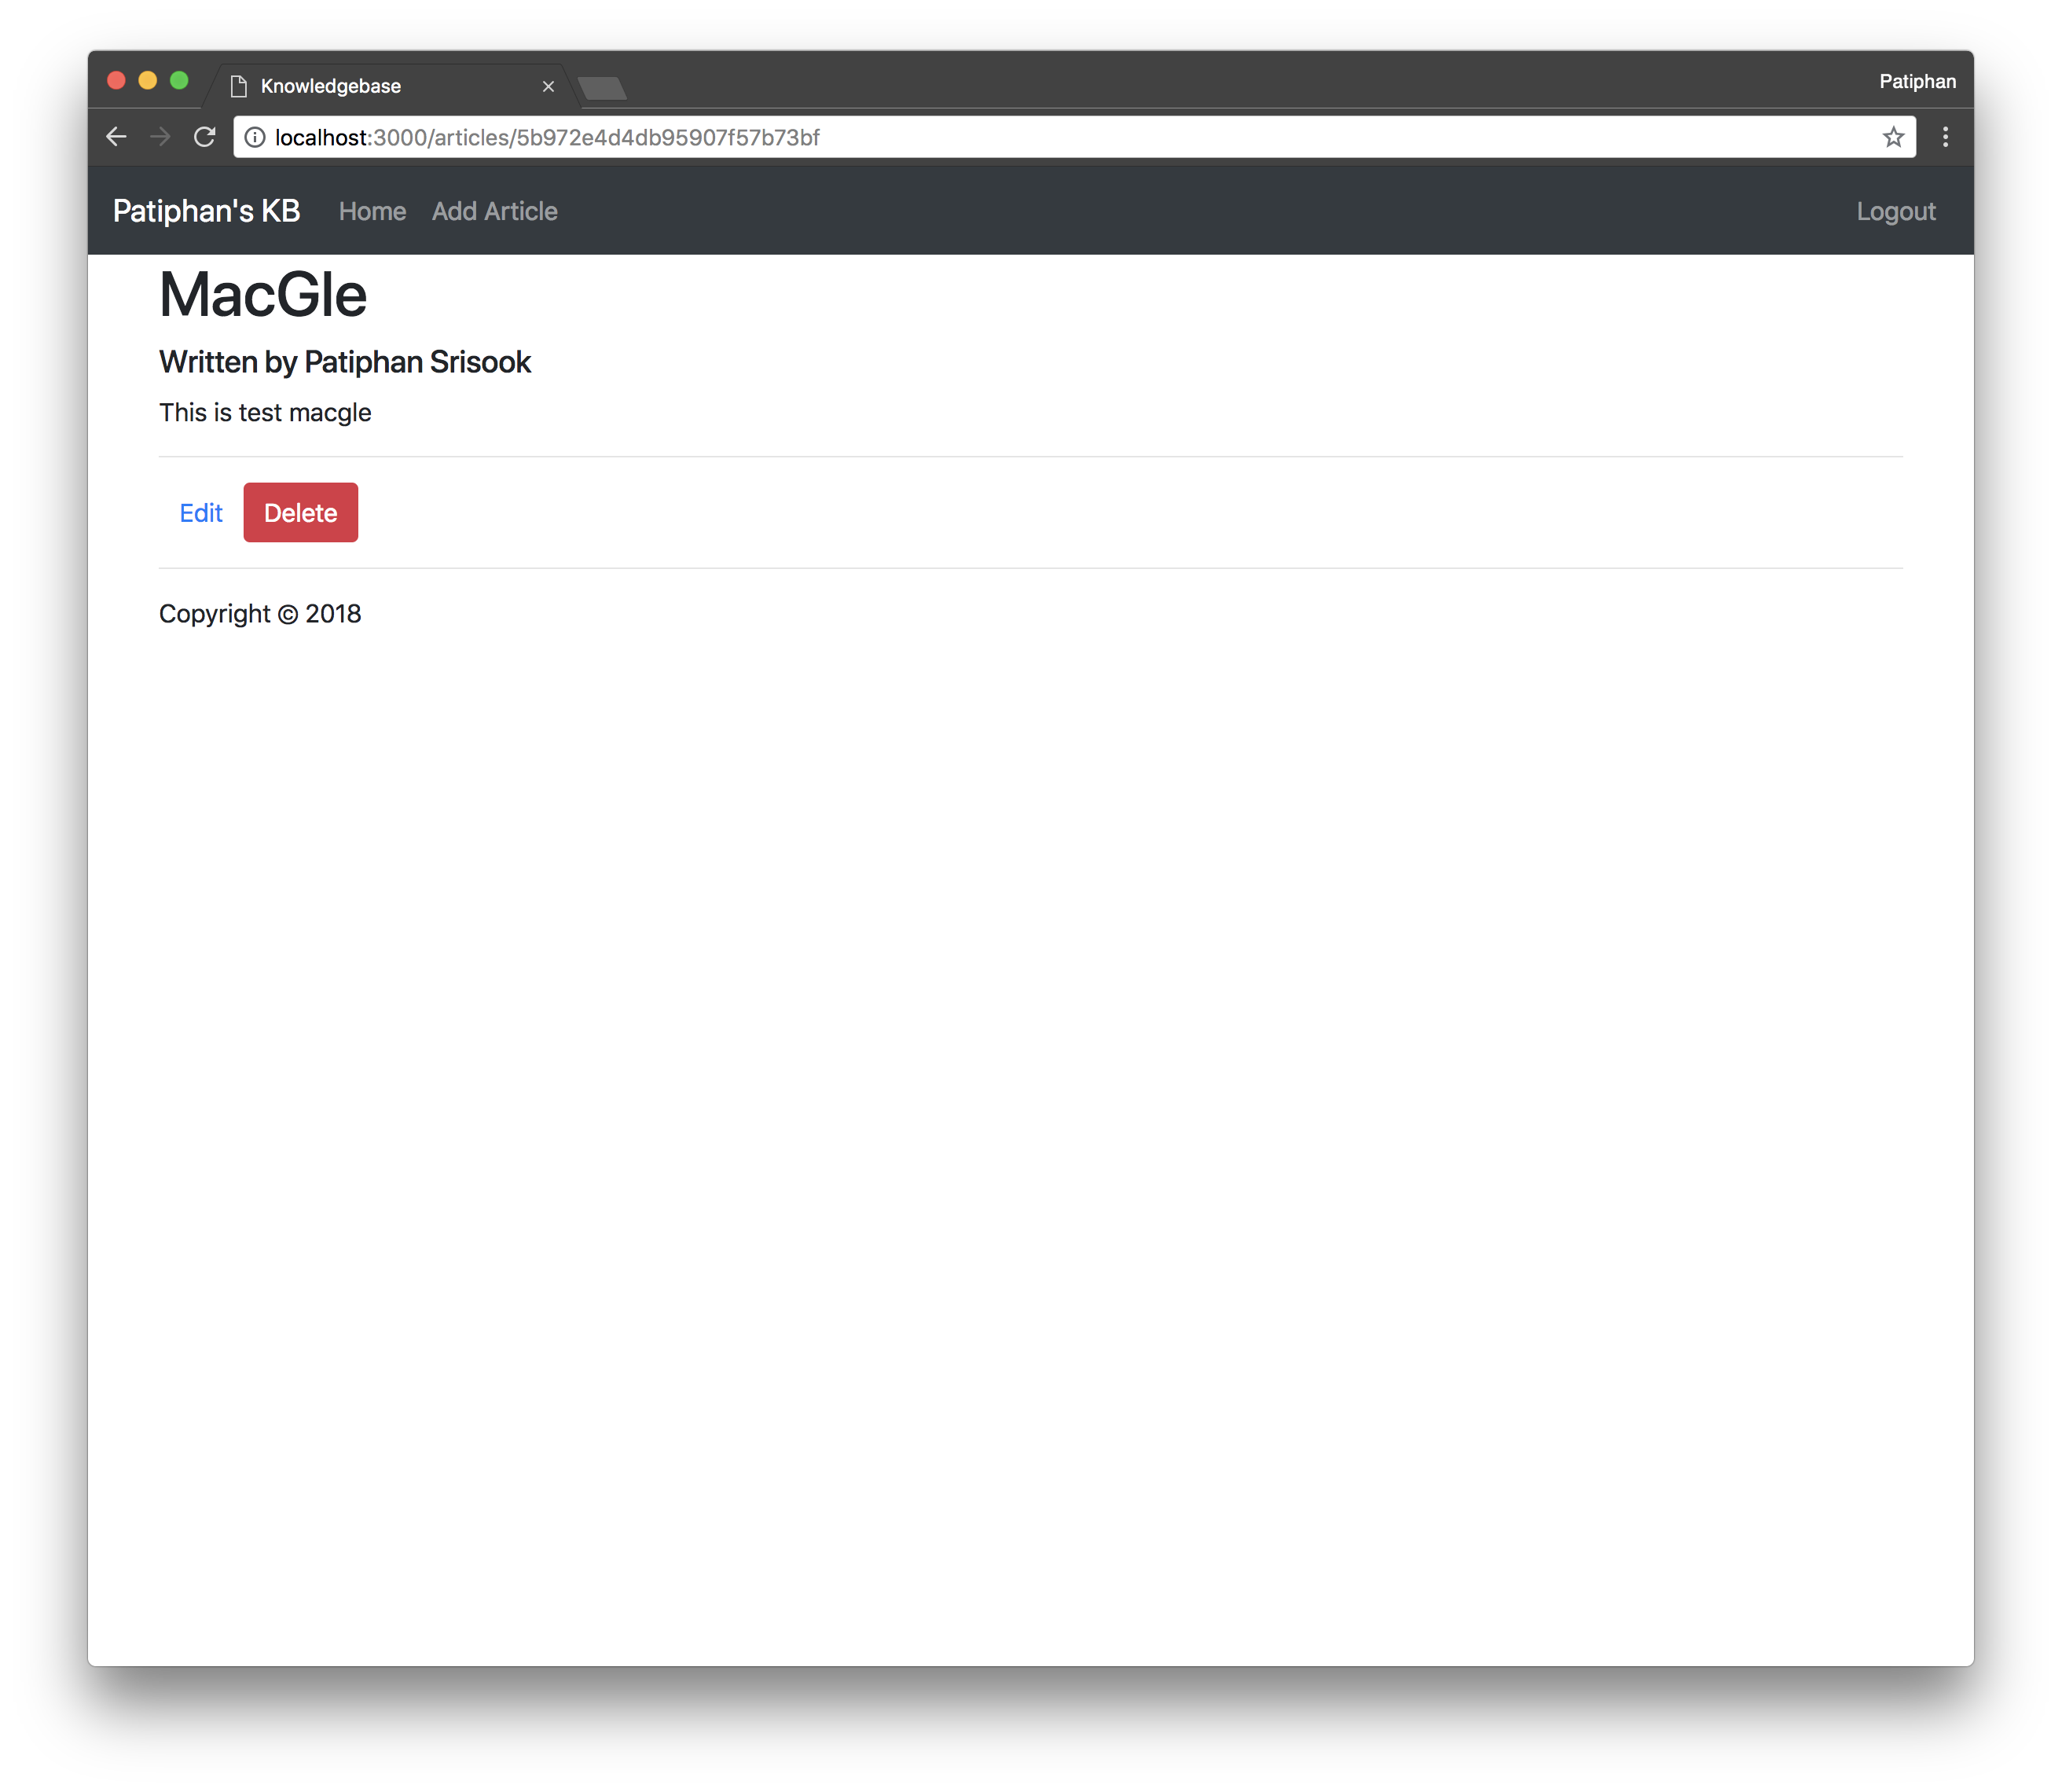 Knowledgebase
Patiphan
localhost:3000/articles/5b972e4d4db95907f57b73bf
Patiphan's KB Home Add Article Logout
MacGle
Written by Patiphan Srisook
This is test macgle
Edit Delete
Copyright © 2018